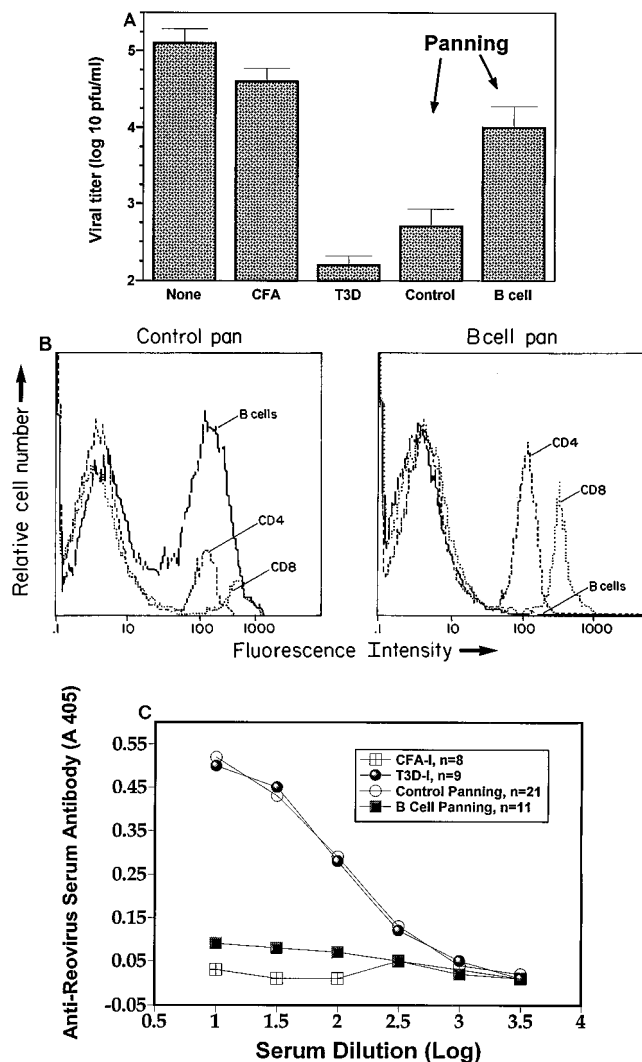 A
Panning
Viral titer (log 10 pfu/ml)
5
4
3
2
None CFA T3D Control B cell
B
Control pan
B cell pan
Relative cell number
B cells
CD4
CD8
CD4
CD8
B cells
.1 10 100 1000
.1 10 100 1000
Fluorescence Intensity
C
Anti-Reovirus Serum Antibody (A 405)
0.55
0.45
0.35
0.25
0.15
0.05
-0.05
CFA-I, n=8
T3D-I, n=9
Control Panning, n=21
B Cell Panning, n=11
0.5 1 1.5 2 2.5 3 3.5 4
Serum Dilution (Log)